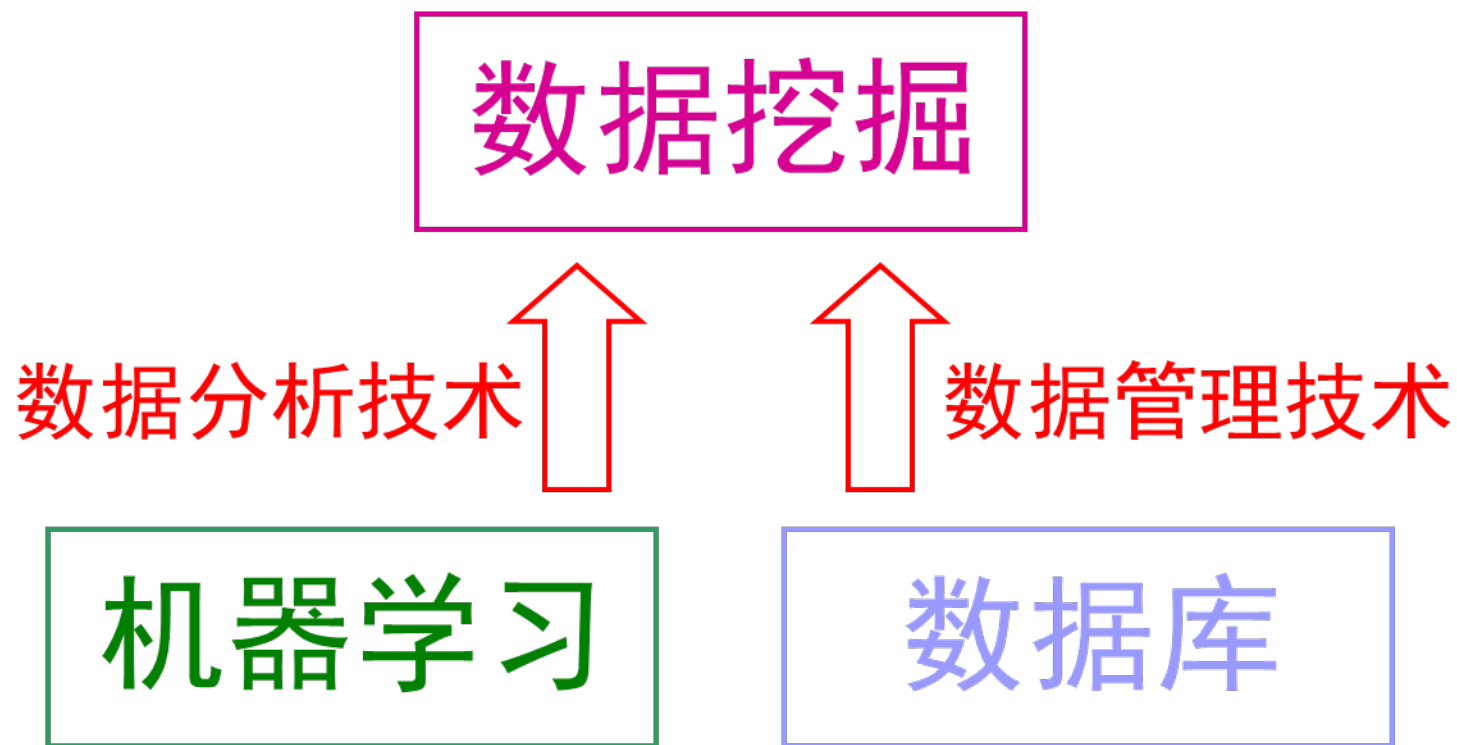 数据挖掘
数据分析技术
数据管理技术
机器学习
数据库